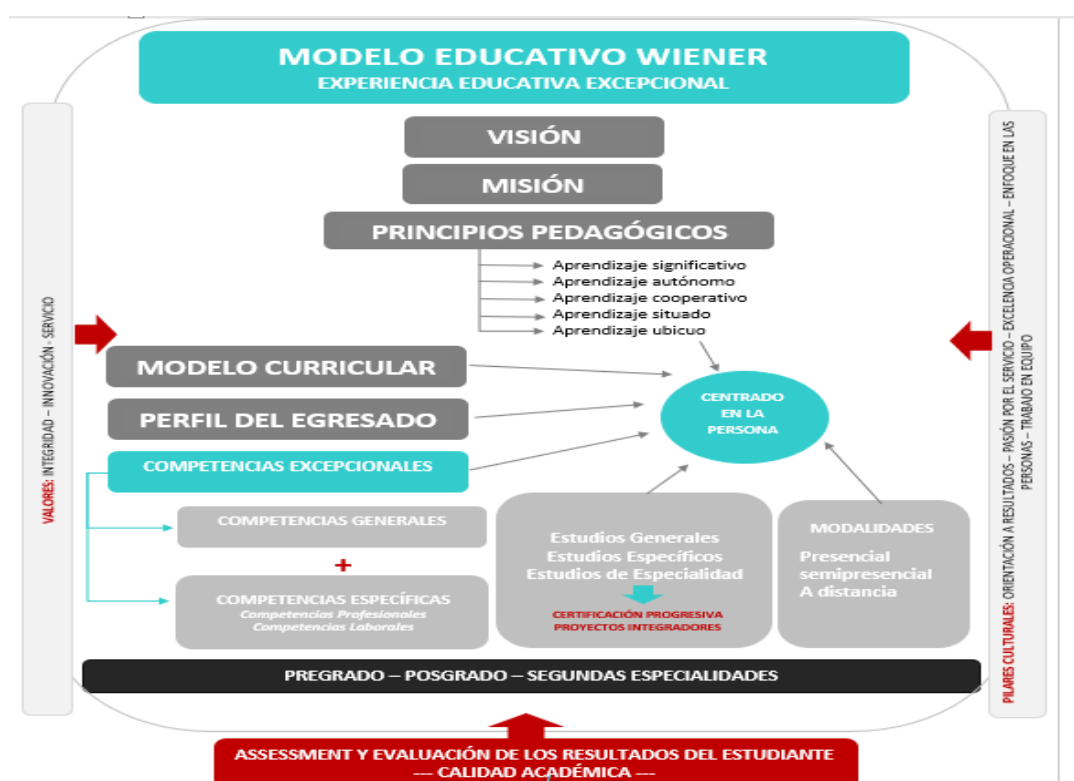 MODELO EDUCATIVO WIENER
EXPERIENCIA EDUCATIVA EXCEPCIONAL
VISIÓN
MISIÓN
PRINCIPIOS PEDAGÓGICOS
Aprendizaje significativo
Aprendizaje autónomo
Aprendizaje cooperativo
Aprendizaje situado
Aprendizaje ubicuo
MODELO CURRICULAR
PERFIL DEL EGRESADO
COMPETENCIAS EXCEPCIONALES
CENTRADO
EN LA
PERSONA
COMPETENCIAS GENERALES
+
COMPETENCIAS ESPECÍFICAS
Competencias Profesionales
Competencias Laborales
Estudios Generales
Estudios Específicos
Estudios de Especialidad
CERTIFICACIÓN PROGRESIVA
PROYECTOS INTEGRADORES
MODALIDADES
Presencial
semipresencial
A distancia
VALORES: INTEGRIDAD – INNOVACIÓN - SERVICIO
PILARES CULTURALES: ORIENTACIÓN A RESULTADOS – PASIÓN POR EL SERVICIO – EXCELENCIA OPERACIONAL – ENFOQUE EN LAS
PERSONAS – TRABAJO EN EQUIPO
PREGRADO – POSGRADO – SEGUNDAS ESPECIALIDADES
ASSESSMENT Y EVALUACIÓN DE LOS RESULTADOS DEL ESTUDIANTE
--- CALIDAD ACADÉMICA ---